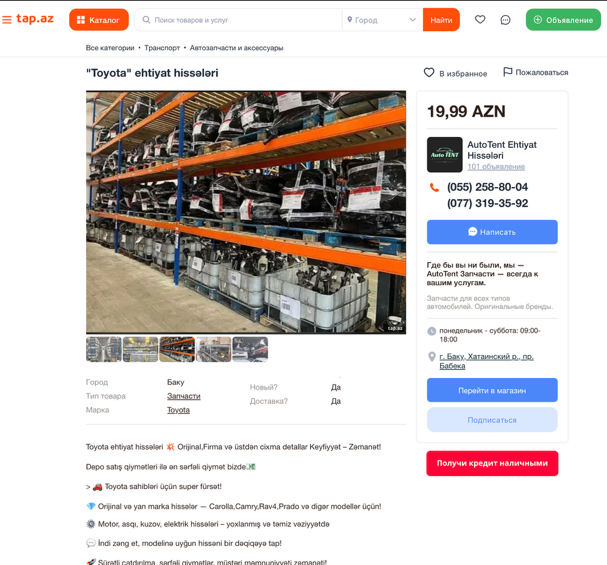 tap.az
Каталог
Поиск товаров и услуг
Город
Найти
Объявление
Все категории • Транспорт • Автозапчасти и аксессуары
"Toyota" ehtiyat hissələri
В избранное
Пожаловаться
tap.az
19,99 AZN
Auto TENT
AutoTent Ehtiyat
Hissələri
101 объявление
(055) 258-80-04
(077) 319-35-92
Написать
Где бы вы ни были, мы —
AutoTent Запчасти — всегда к
вашим услугам.
Запчасти для всех типов
автомобилей. Оригинальные бренды.
понедельник - суббота: 09:00-
18:00
г. Баку, Хатаинский р., пр.
Бабека
Перейти в магазин
Подписаться
Получи кредит наличными
Город Баку
Тип товара Запчасти
Марка Toyota
Новый? Да
Доставка? Да
Toyota ehtiyat hissələri 💥 Orijinal,Firma və üstdən cixma detallar Keyfiyyət – Zəmanət!
Depo satış qiymətləri ilə ən sərfəli qiymət bizdə💵
> 🚗 Toyota sahibləri üçün super fürsət!
💎 Orijinal və yan marka hissələr — Carolla,Camry,Rav4,Prado və digər modellər üçün!
⚙️ Motor, asqı, kuzov, elektrik hissələri – yoxlanmış və təmiz vəziyyətdə
💬 İndi zəng et, modelinə uyğun hissəni bir dəqiqəyə tap!
🚀 Sürətli çatdırılma, sərfəli qiymətlər, müştəri məmnuniyyəti zəmanəti!